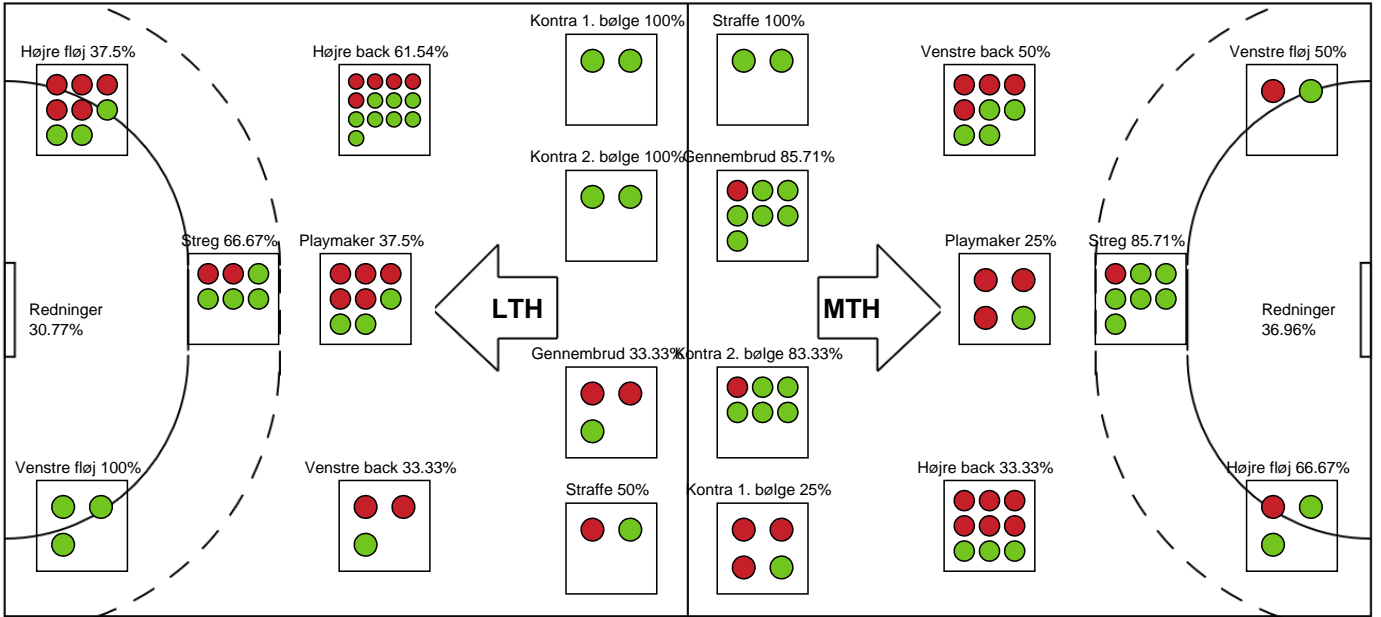 Kontra 1. bølge 100%
Straffe 100%
Højre fløj 37.5%
Højre back 61.54%
Venstre back 50%
Venstre fløj 50%
Kontra 2. bølge 100%
Gennembrud 85.71%
Streg 66.67%
Playmaker 37.5%
Playmaker 25%
Streg 85.71%
Redninger
30.77%
LTH
MTH
Redninger
36.96%
Gennembrud 33.33%
Kontra 2. bølge 83.33%
Venstre fløj 100%
Venstre back 33.33%
Højre back 33.33%
Højre fløj 66.67%
Straffe 50%
Kontra 1. bølge 25%